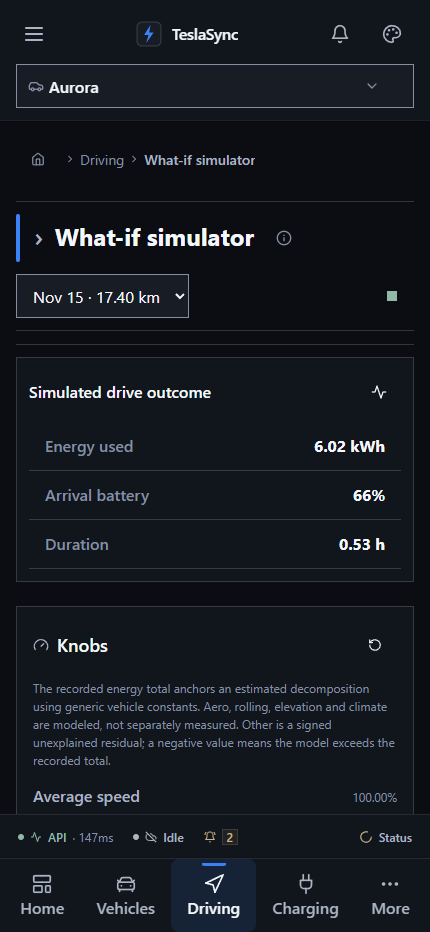 TeslaSync
Aurora
Driving What-if simulator
What-if simulator
Nov 15 · 17.40 km
Simulated drive outcome
Energy used 6.02 kWh
Arrival battery 66%
Duration 0.53 h
Knobs
The recorded energy total anchors an estimated decomposition
using generic vehicle constants. Aero, rolling, elevation and climate
are modeled, not separately measured. Other is a signed
unexplained residual; a negative value means the model exceeds the
recorded total.
Average speed 100.00%
API · 147ms Idle 2 Status
Home Vehicles Driving Charging More